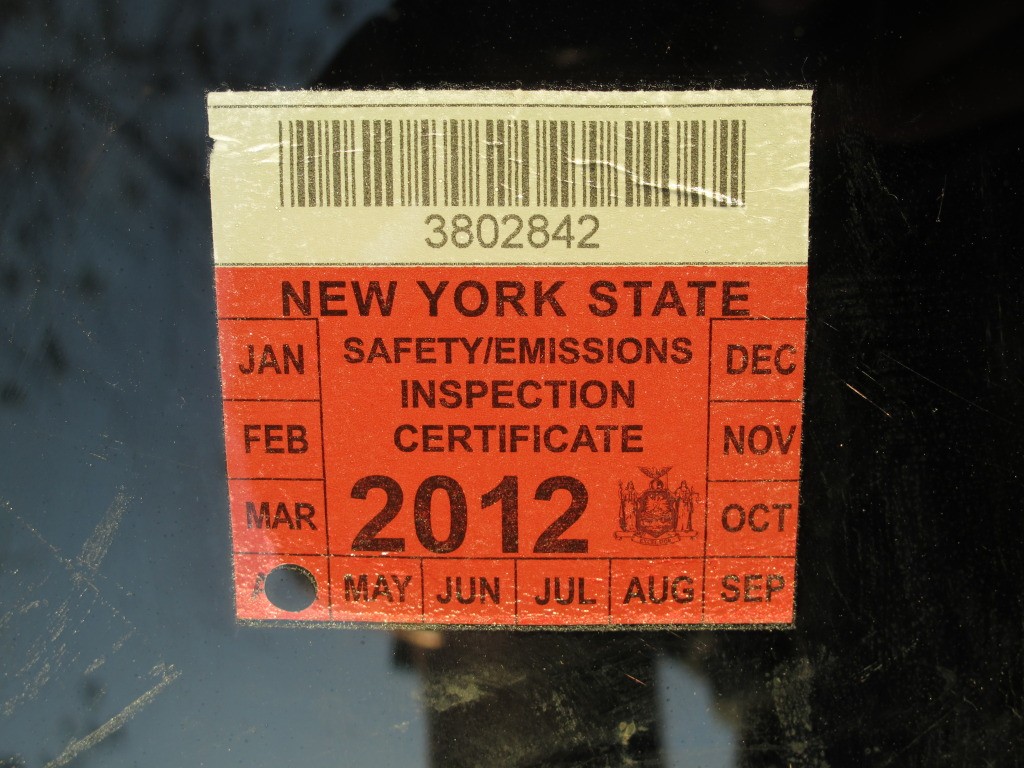 3802842
NEW YORK STATE
SAFETY/EMISSIONS
INSPECTION
CERTIFICATE
2012
JAN
FEB
MAR
MAY
JUN
JUL
AUG
SEP
OCT
NOV
DEC